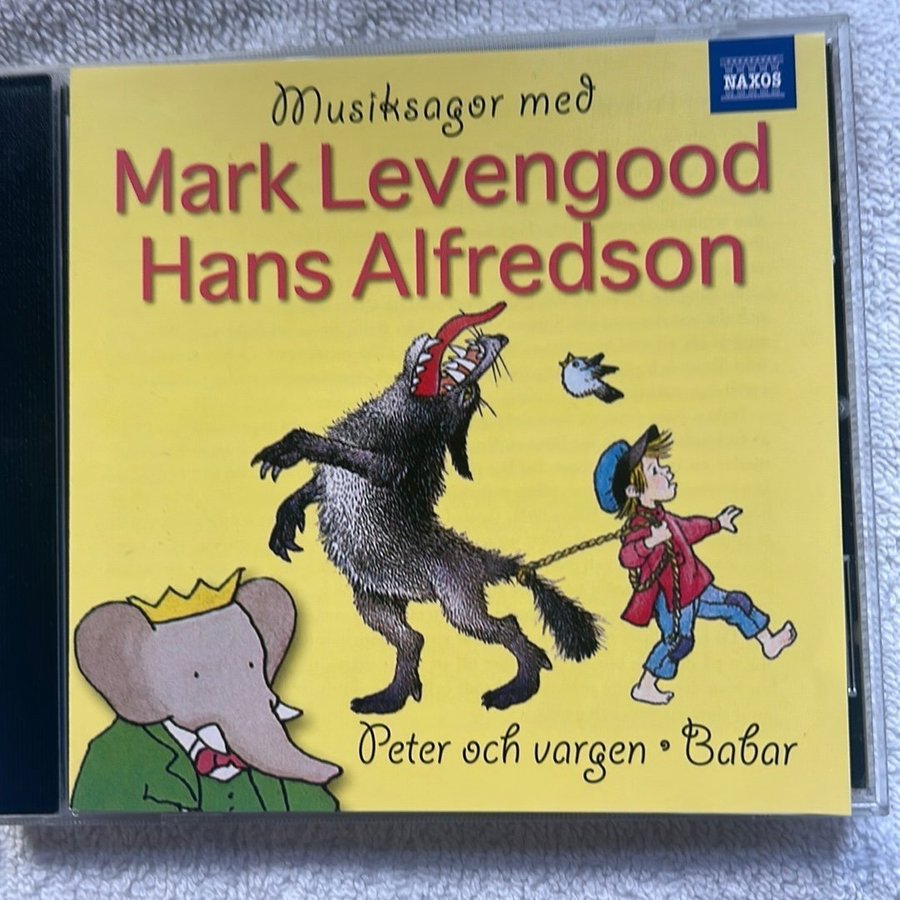 Musiksagor med
NAXOS
Mark Levengood
Hans Alfredson
Peter och vargen • Babar